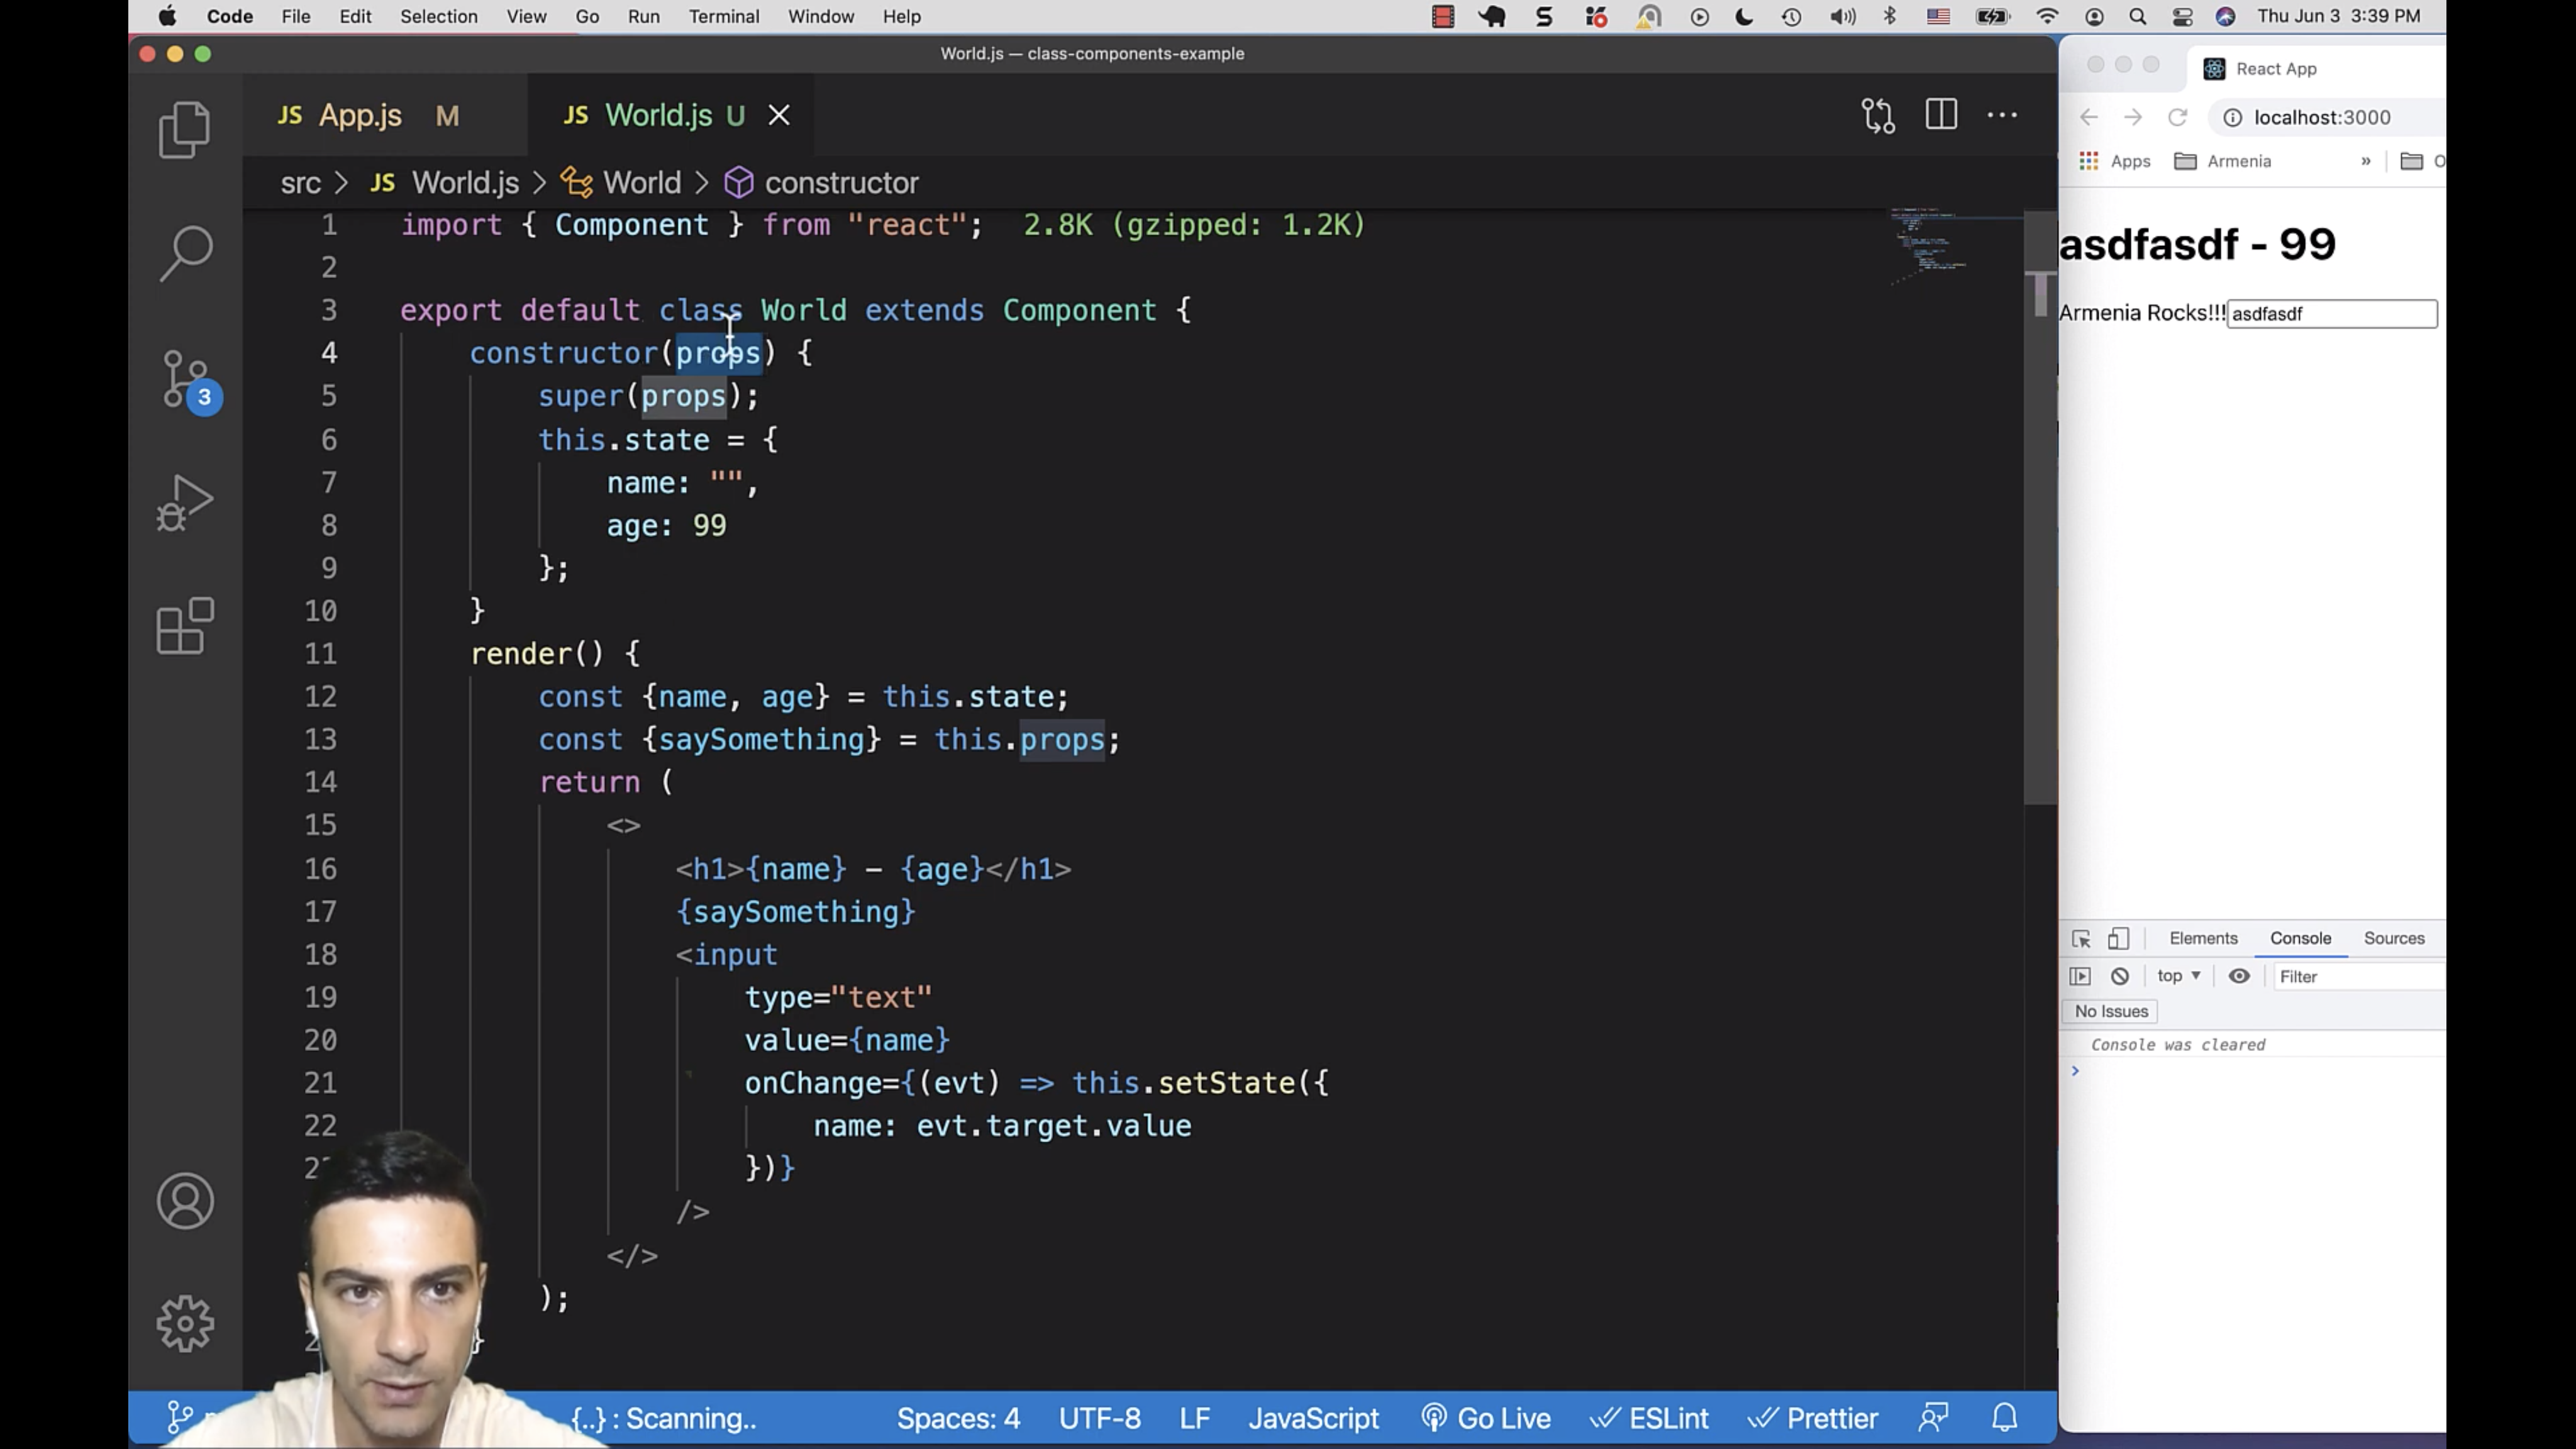 Code File Edit Selection View Go Run Terminal Window Help Thu Jun 3 3:39 PM
World.js — class-components-example
JS App.js M JS World.js U
src > JS World.js > World > constructor
1 import { Component } from "react"; 2.8K (gzipped: 1.2K)
2
3 export default class World extends Component {
4 constructor(props) {
5 super(props);
6 this.state = {
7 name: "",
8 age: 99
9 };
10 }
11 render() {
12 const {name, age} = this.state;
13 const {saySomething} = this.props;
14 return (
15 <>
16 <h1>{name} – {age}</h1>
17 {saySomething}
18 <input
19 type="text"
20 value={name}
21 onChange={(evt) => this.setState({
22 name: evt.target.value
})}
/>
</>
);
}
3
{..} : Scanning.. Spaces: 4 UTF-8 LF JavaScript Go Live ESLint Prettier
React App
localhost:3000
Apps Armenia »
asdfasdf - 99
Armenia Rocks!!! asdfasdf
Elements Console Sources
top ▼ Filter
No Issues
Console was cleared
>